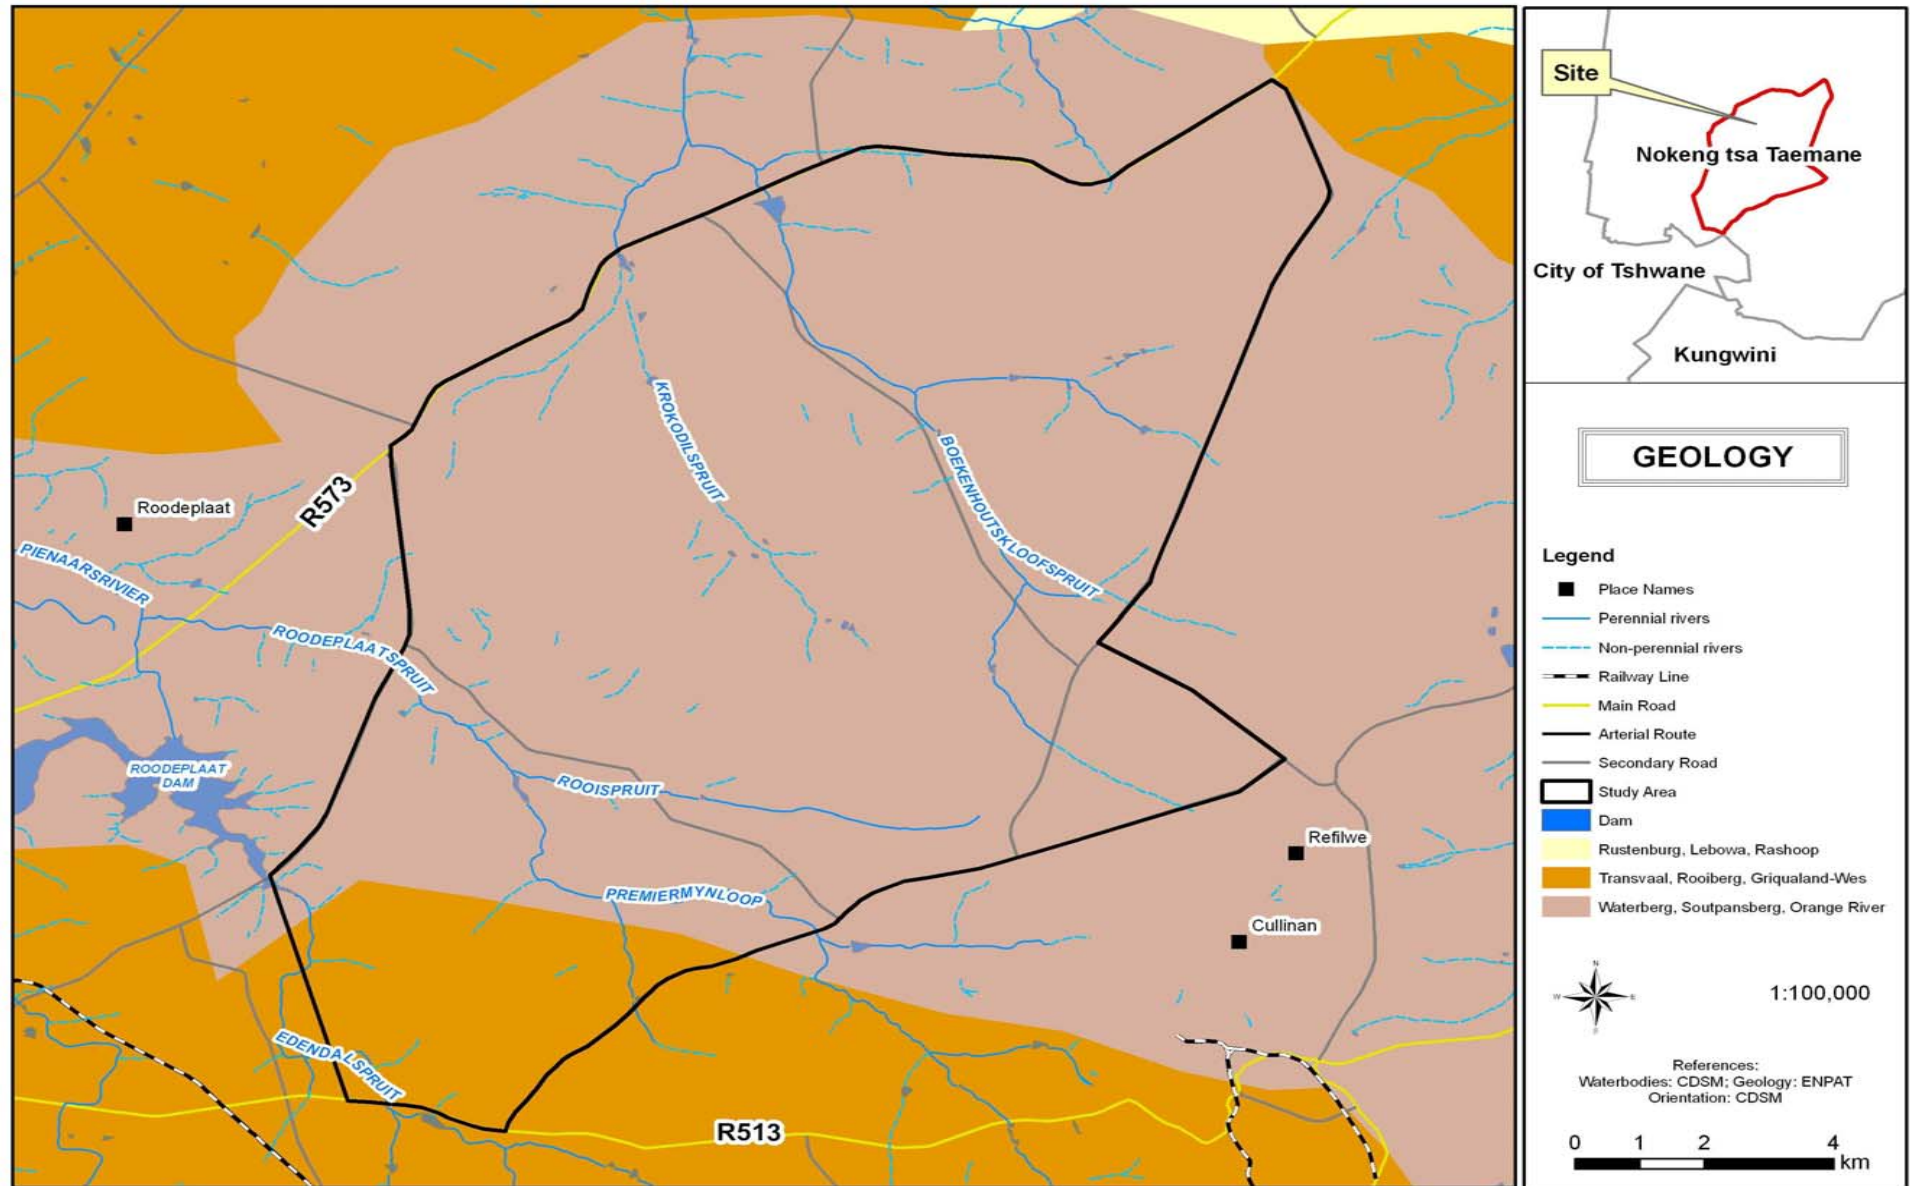 Roodeplaat
R573
PIENAARSRIVIER
ROODEPLAATSPRUIT
KROKODILSPRUIT
BOEKENHOUTSKLOOFSPRUIT
ROODEPLAAT
DAM
ROOISPRUIT
PREMIERMYNLOOP
Refilwe
Cullinan
EDENDALSPRUIT
R513
Site
Nokeng tsa Taemane
City of Tshwane
Kungwini
GEOLOGY
Legend
Place Names
Perennial rivers
Non-perennial rivers
Railway Line
Main Road
Arterial Route
Secondary Road
Study Area
Dam
Rustenburg, Lebowa, Rashoop
Transvaal, Rooiberg, Griqualand-Wes
Waterberg, Soutpansberg, Orange River
N
W E
S
1:100,000
References:
Waterbodies: CDSM; Geology: ENPAT
Orientation: CDSM
0 1 2 4
km